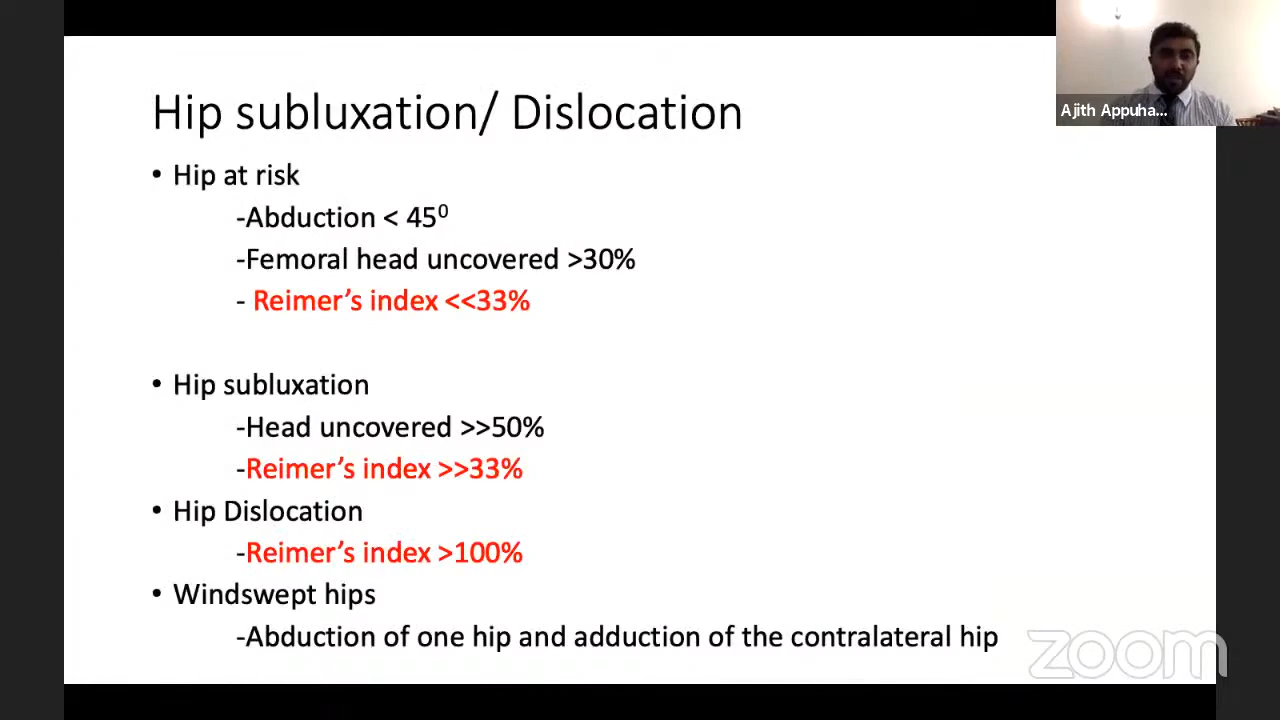 Hip subluxation/ Dislocation
• Hip at risk
-Abduction < 45⁰
-Femoral head uncovered >30%
- Reimer's index <<33%
• Hip subluxation
-Head uncovered >>50%
-Reimer's index >>33%
• Hip Dislocation
-Reimer's index >100%
• Windswept hips
-Abduction of one hip and adduction of the contralateral hip
Ajith Appuha...
zoom